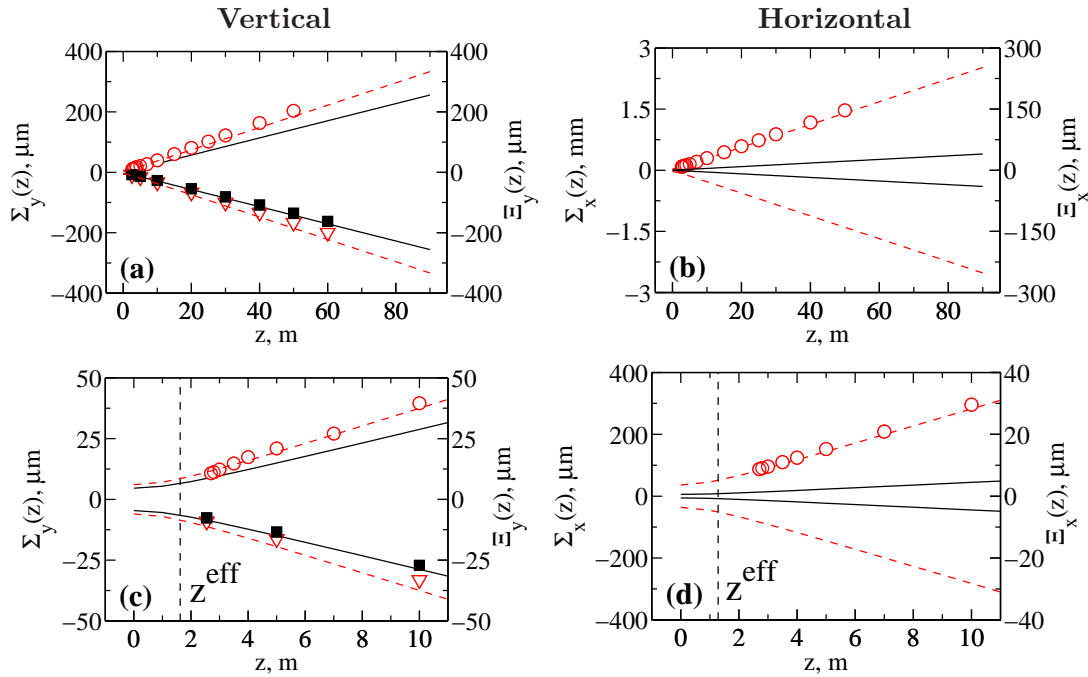 Vertical
Horizontal
400
200
0
−200
−400
Σy(z), μm
400
200
0
−200
−400
Ξy(z), μm
(a)
0 20 40 60 80
z, m
3
1.5
0
−1.5
−3
Σx(z), mm
300
150
0
−150
−300
Ξx(z), μm
(b)
0 20 40 60 80
z, m
50
25
0
−25
−50
Σy(z), μm
50
25
0
−25
−50
Ξy(z), μm
(c)
z^eff
0 2 4 6 8 10
z, m
400
200
0
−200
−400
Σx(z), μm
40
20
0
−20
−40
Ξx(z), μm
(d)
z^eff
0 2 4 6 8 10
z, m